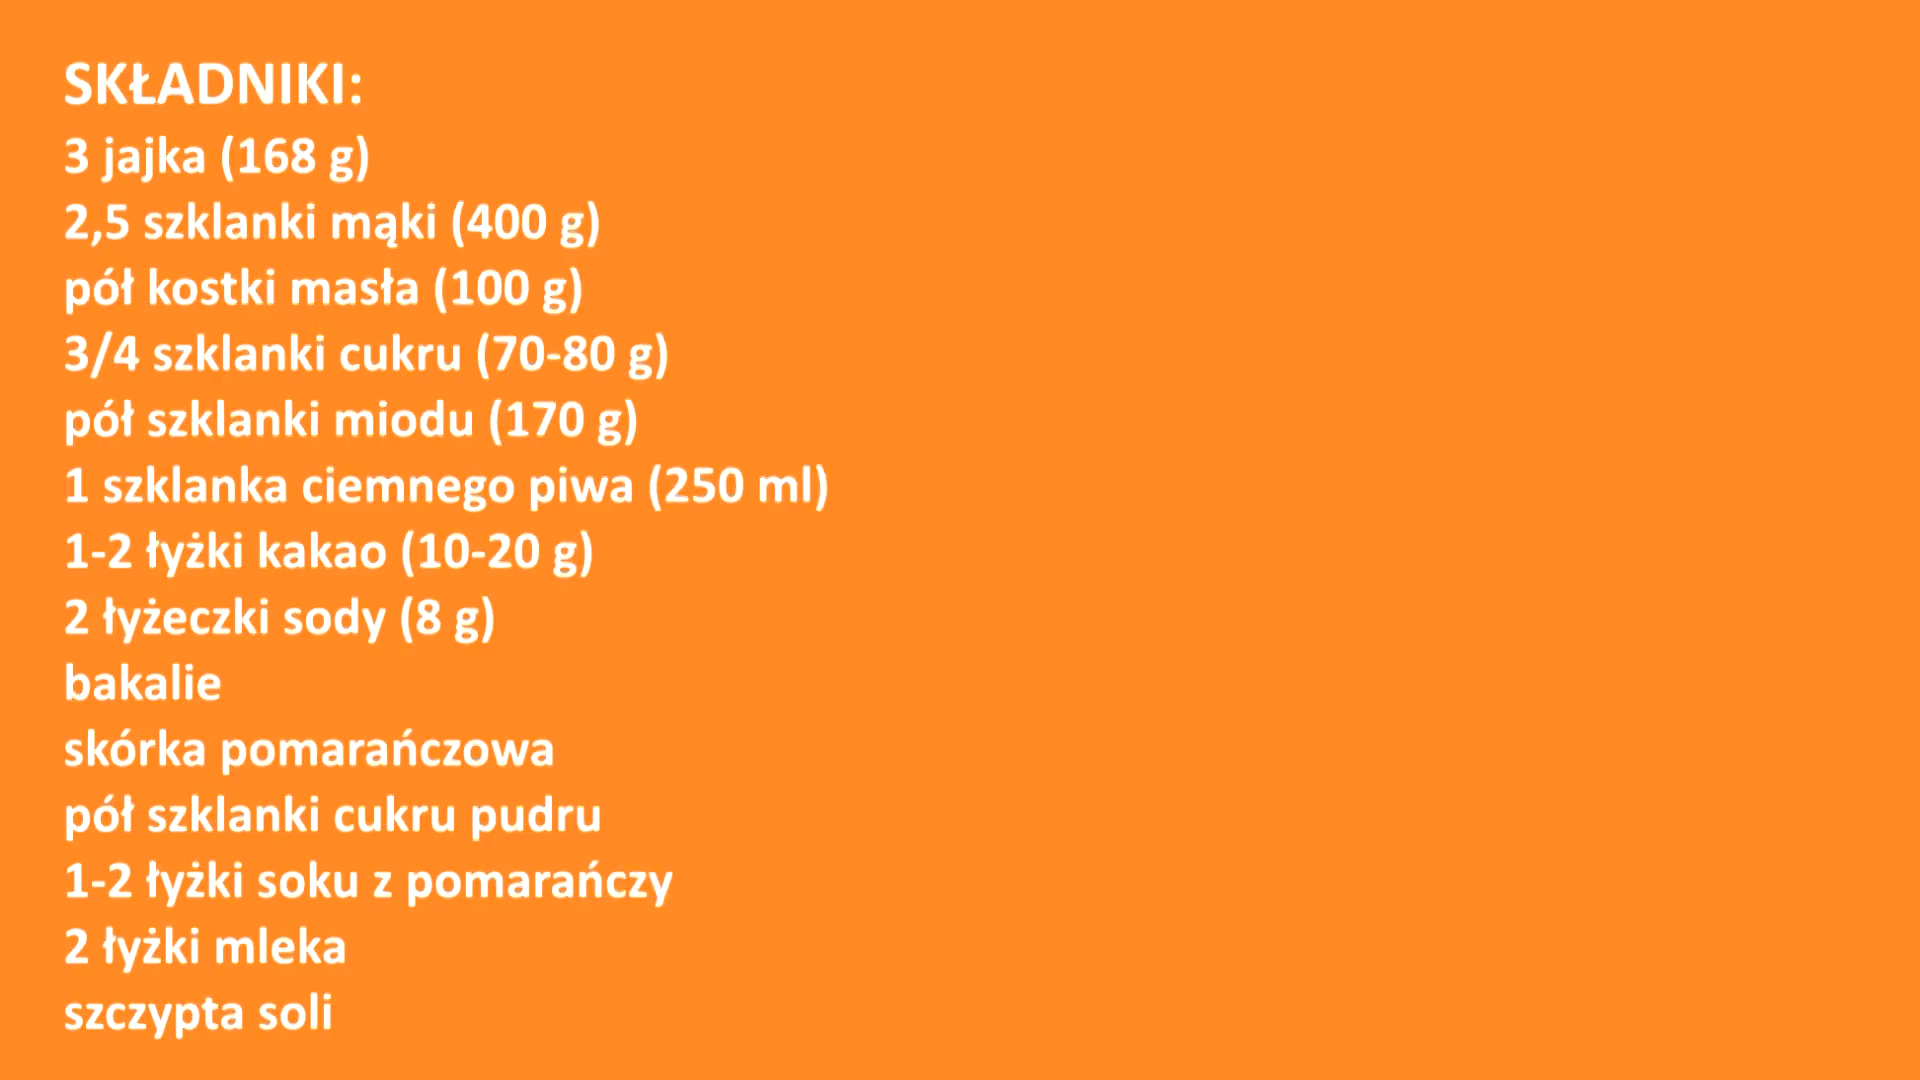 SKŁADNIKI:
3 jajka (168 g)
2,5 szklanki mąki (400 g)
pół kostki masła (100 g)
3/4 szklanki cukru (70-80 g)
pół szklanki miodu (170 g)
1 szklanka ciemnego piwa (250 ml)
1-2 łyżki kakao (10-20 g)
2 łyżeczki sody (8 g)
bakalie
skórka pomarańczowa
pół szklanki cukru pudru
1-2 łyżki soku z pomarańczy
2 łyżki mleka
szczypta soli